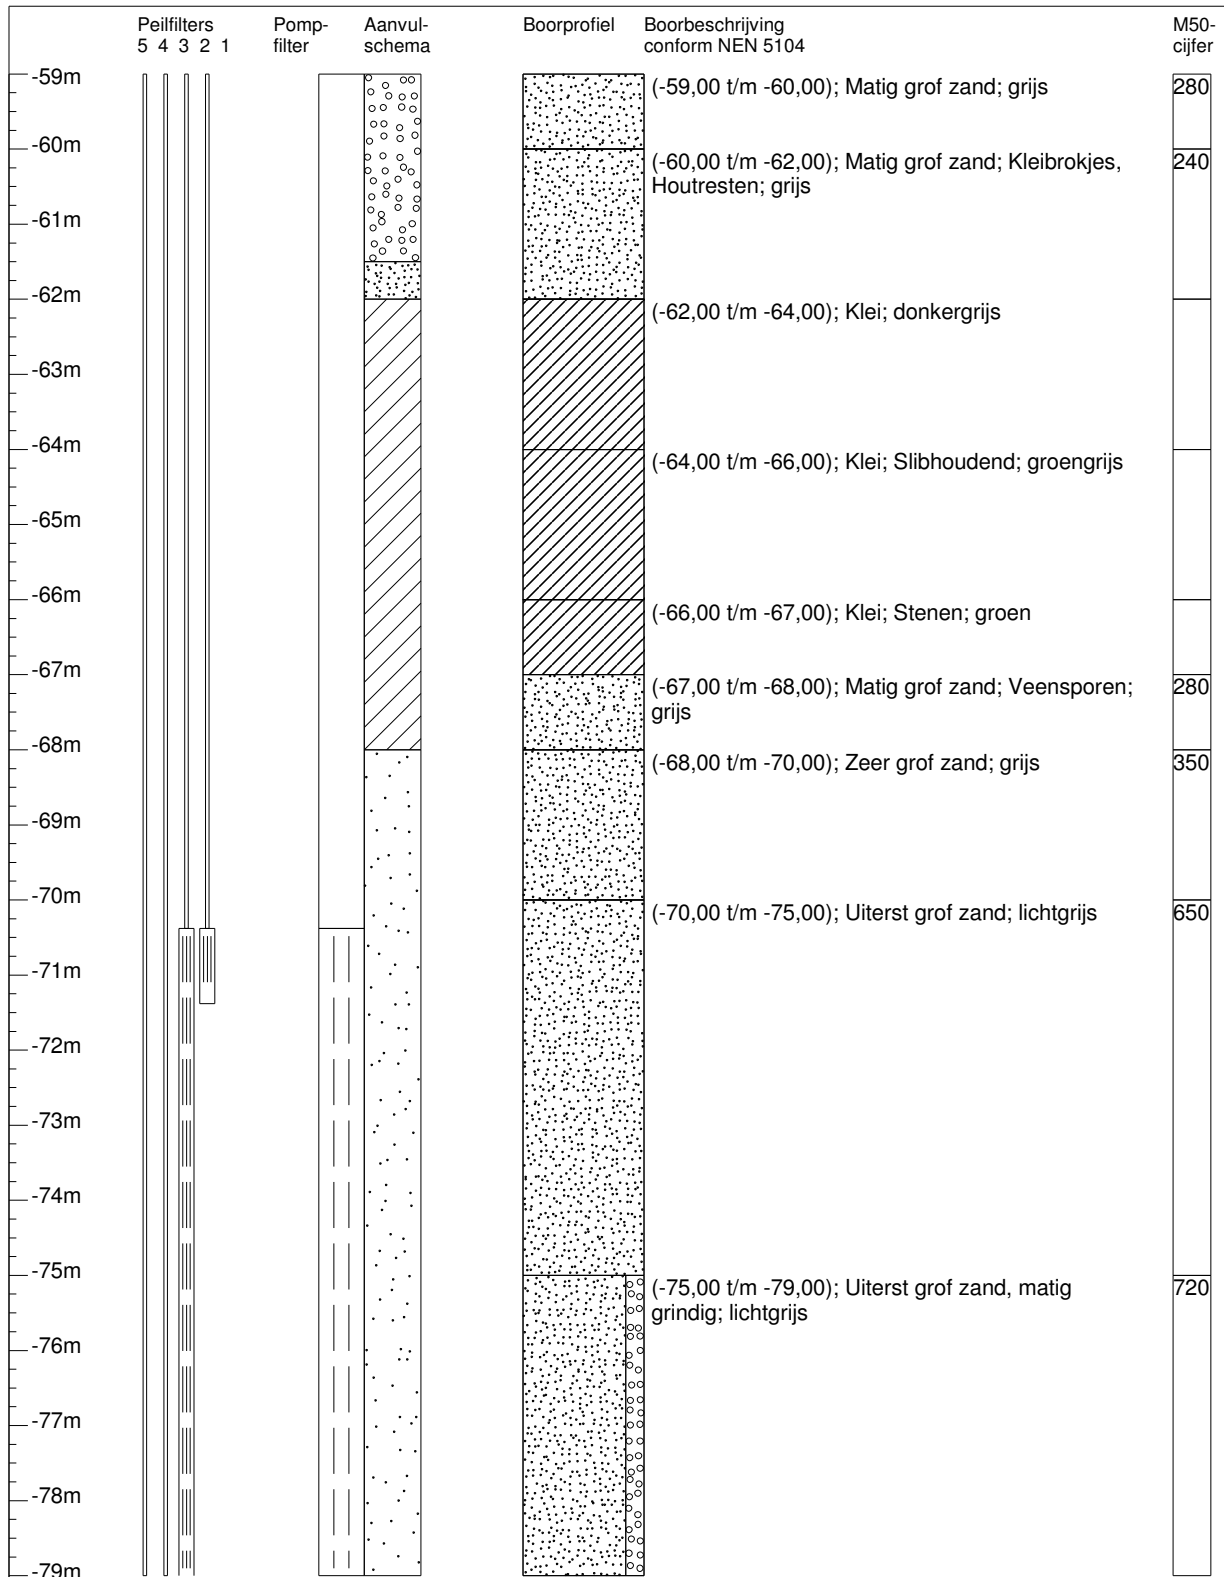 Peilfilters Pomp- Aanvul- Boorprofiel Boorbeschrijving M50-
5 4 3 2 1 filter schema conform NEN 5104 cijfer
-59m (-59,00 t/m -60,00); Matig grof zand; grijs 280
-60m (-60,00 t/m -62,00); Matig grof zand; Kleibrokjes, 240
Houtresten; grijs
-61m
-62m (-62,00 t/m -64,00); Klei; donkergrijs
-63m
-64m (-64,00 t/m -66,00); Klei; Slibhoudend; groengrijs
-65m
-66m (-66,00 t/m -67,00); Klei; Stenen; groen
-67m (-67,00 t/m -68,00); Matig grof zand; Veensporen; 280
grijs
-68m (-68,00 t/m -70,00); Zeer grof zand; grijs 350
-69m
-70m (-70,00 t/m -75,00); Uiterst grof zand; lichtgrijs 650
-71m
-72m
-73m
-74m
-75m (-75,00 t/m -79,00); Uiterst grof zand, matig 720
grindig; lichtgrijs
-76m
-77m
-78m
-79m